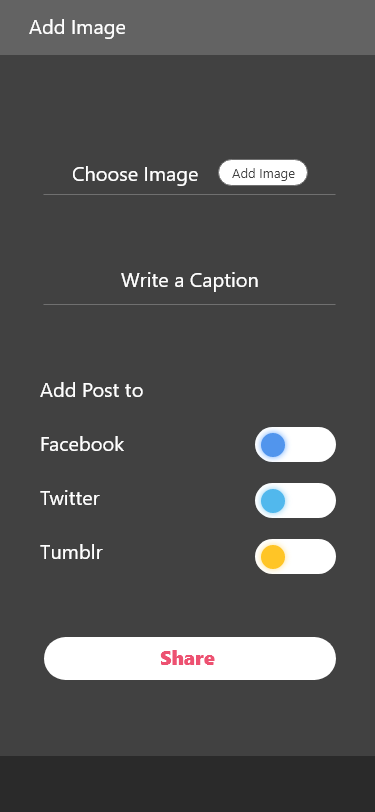 Add Image
Choose Image Add Image
Write a Caption
Add Post to
Facebook
Twitter
Tumblr
Share